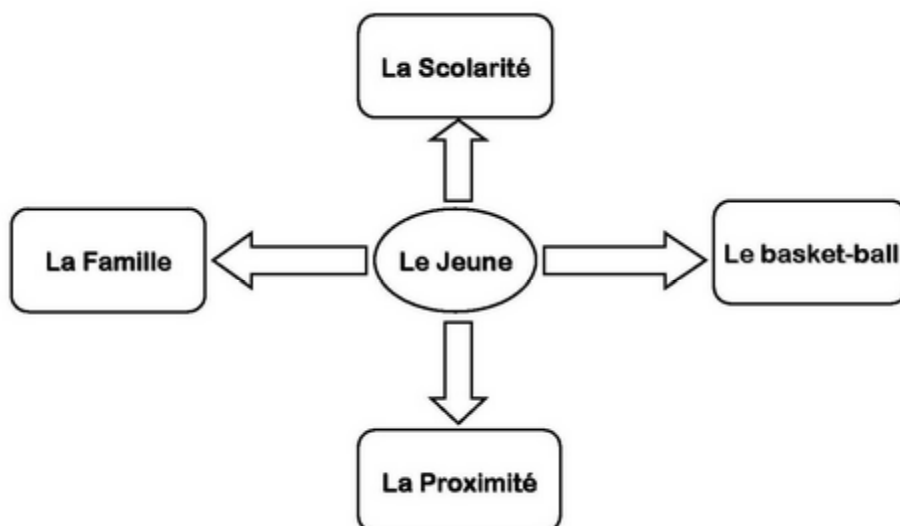 La Scolarité
La Famille
Le Jeune
Le basket-ball
La Proximité